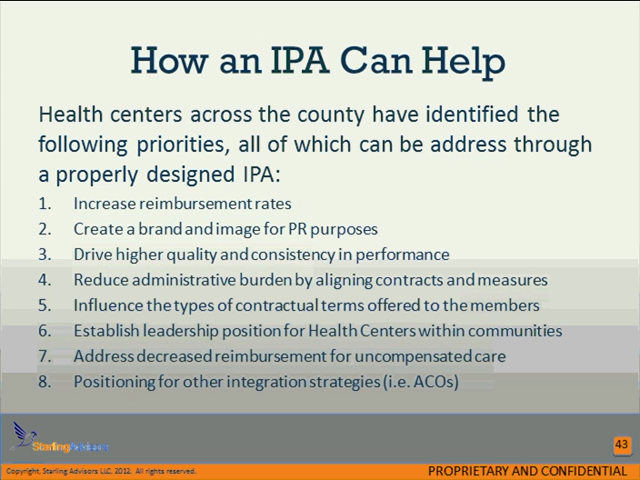 How an IPA Can Help
Health centers across the county have identified the
following priorities, all of which can be address through
a properly designed IPA:
1. Increase reimbursement rates
2. Create a brand and image for PR purposes
3. Drive higher quality and consistency in performance
4. Reduce administrative burden by aligning contracts and measures
5. Influence the types of contractual terms offered to the members
6. Establish leadership position for Health Centers within communities
7. Address decreased reimbursement for uncompensated care
8. Positioning for other integration strategies (i.e. ACOs)
StarlingAdvisors
43
Copyright, Starling Advisors LLC, 2012. All rights reserved.
PROPRIETARY AND CONFIDENTIAL